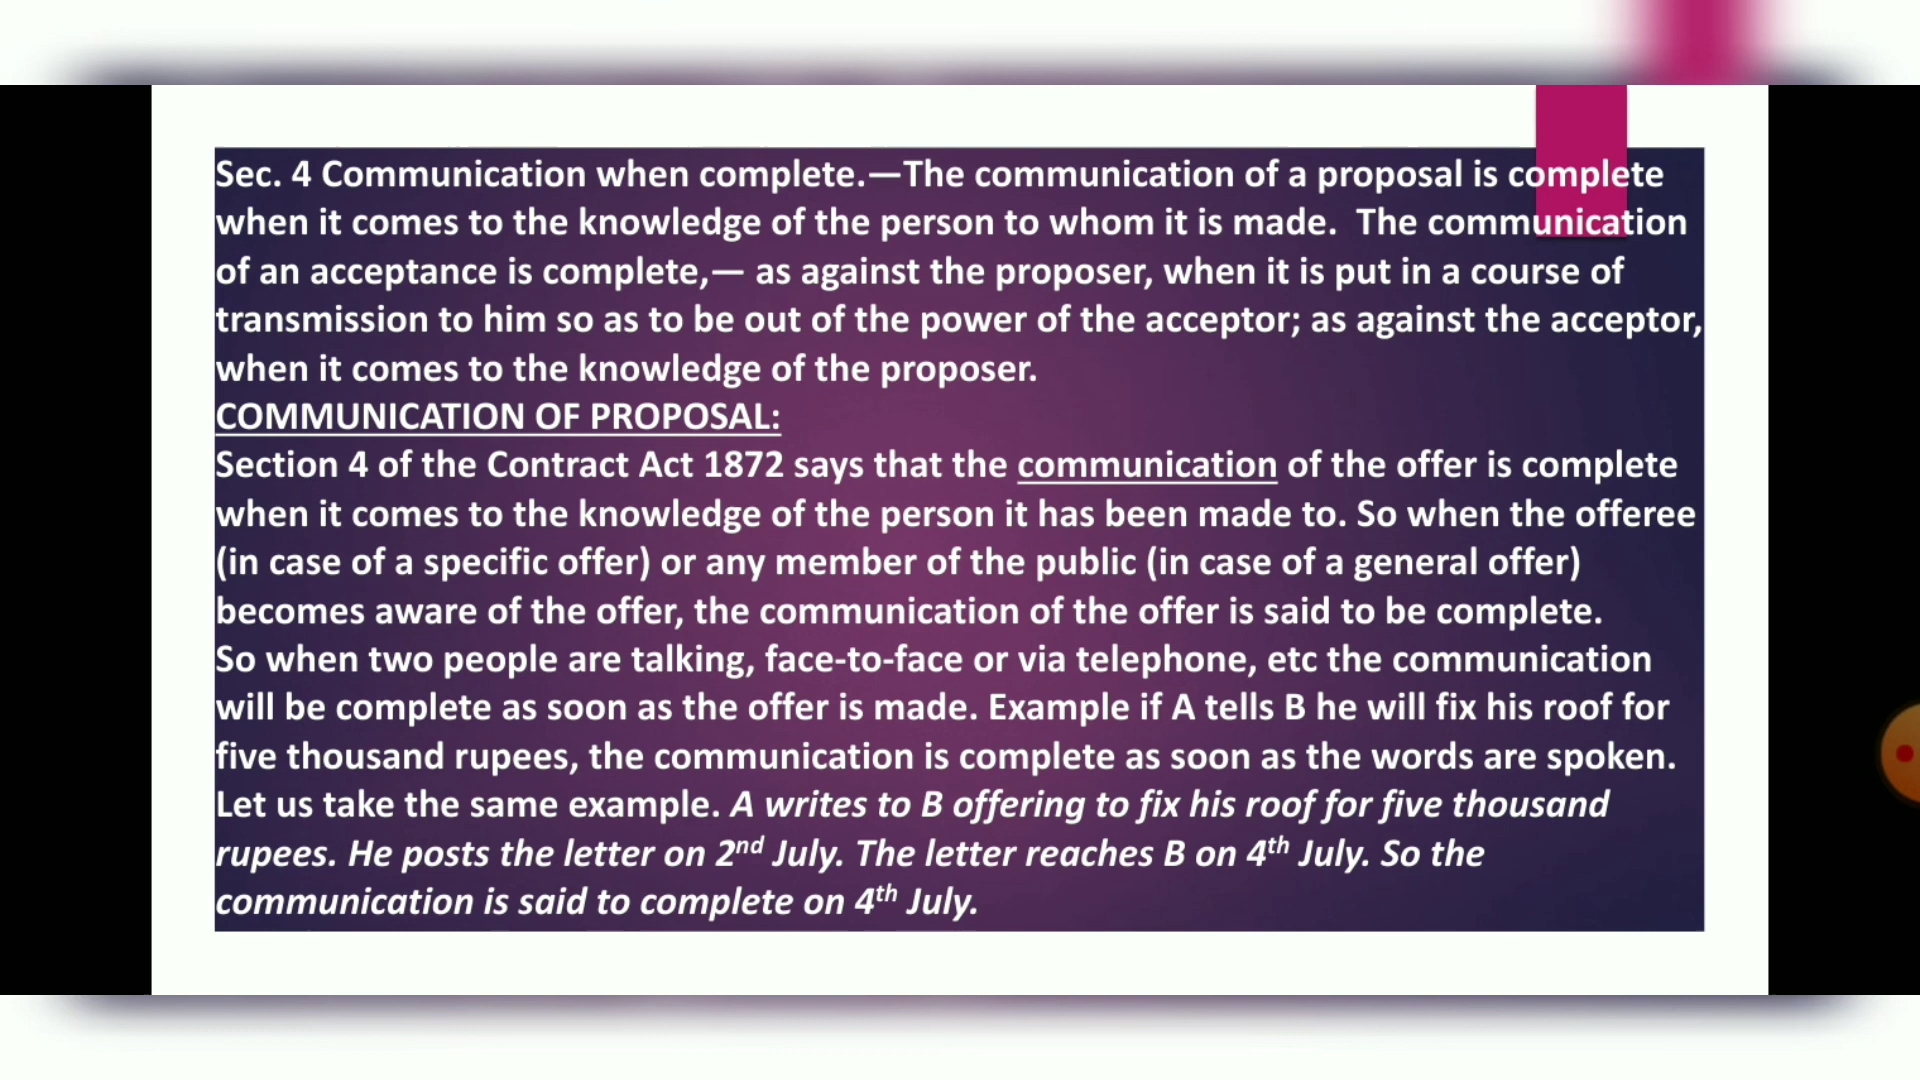 Sec. 4 Communication when complete.—The communication of a proposal is complete
when it comes to the knowledge of the person to whom it is made.  The communication
of an acceptance is complete,— as against the proposer, when it is put in a course of
transmission to him so as to be out of the power of the acceptor; as against the acceptor,
when it comes to the knowledge of the proposer.
COMMUNICATION OF PROPOSAL:
Section 4 of the Contract Act 1872 says that the communication of the offer is complete
when it comes to the knowledge of the person it has been made to. So when the offeree
(in case of a specific offer) or any member of the public (in case of a general offer)
becomes aware of the offer, the communication of the offer is said to be complete.
So when two people are talking, face-to-face or via telephone, etc the communication
will be complete as soon as the offer is made. Example if A tells B he will fix his roof for
five thousand rupees, the communication is complete as soon as the words are spoken.
Let us take the same example. A writes to B offering to fix his roof for five thousand
rupees. He posts the letter on 2nd July. The letter reaches B on 4th July. So the
communication is said to complete on 4th July.